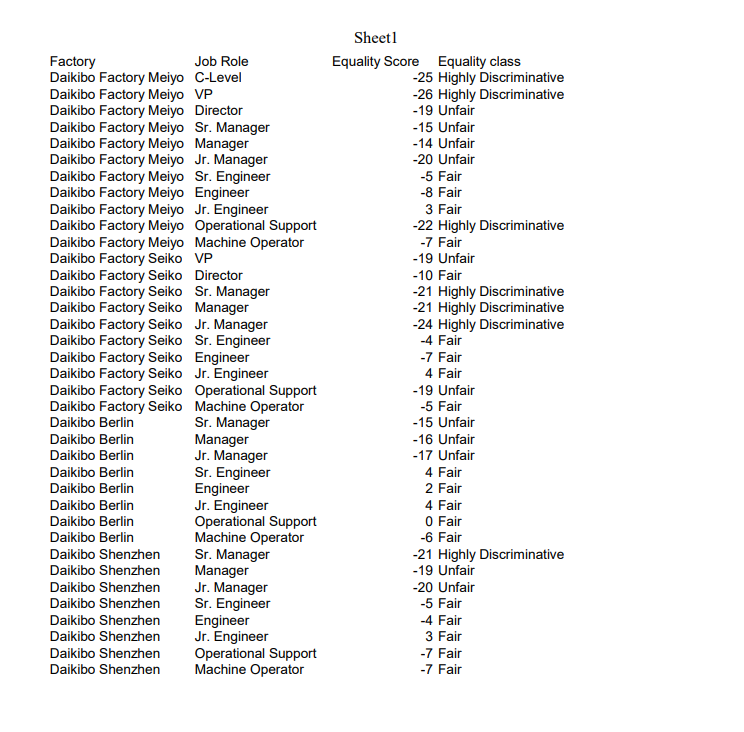 Sheet1
Factory Job Role Equality Score Equality class
Daikibo Factory Meiyo C-Level -25 Highly Discriminative
Daikibo Factory Meiyo VP -26 Highly Discriminative
Daikibo Factory Meiyo Director -19 Unfair
Daikibo Factory Meiyo Sr. Manager -15 Unfair
Daikibo Factory Meiyo Manager -14 Unfair
Daikibo Factory Meiyo Jr. Manager -20 Unfair
Daikibo Factory Meiyo Sr. Engineer -5 Fair
Daikibo Factory Meiyo Engineer -8 Fair
Daikibo Factory Meiyo Jr. Engineer 3 Fair
Daikibo Factory Meiyo Operational Support -22 Highly Discriminative
Daikibo Factory Meiyo Machine Operator -7 Fair
Daikibo Factory Seiko VP -19 Unfair
Daikibo Factory Seiko Director -10 Fair
Daikibo Factory Seiko Sr. Manager -21 Highly Discriminative
Daikibo Factory Seiko Manager -21 Highly Discriminative
Daikibo Factory Seiko Jr. Manager -24 Highly Discriminative
Daikibo Factory Seiko Sr. Engineer -4 Fair
Daikibo Factory Seiko Engineer -7 Fair
Daikibo Factory Seiko Jr. Engineer 4 Fair
Daikibo Factory Seiko Operational Support -19 Unfair
Daikibo Factory Seiko Machine Operator -5 Fair
Daikibo Berlin Sr. Manager -15 Unfair
Daikibo Berlin Manager -16 Unfair
Daikibo Berlin Jr. Manager -17 Unfair
Daikibo Berlin Sr. Engineer 4 Fair
Daikibo Berlin Engineer 2 Fair
Daikibo Berlin Jr. Engineer 4 Fair
Daikibo Berlin Operational Support 0 Fair
Daikibo Berlin Machine Operator -6 Fair
Daikibo Shenzhen Sr. Manager -21 Highly Discriminative
Daikibo Shenzhen Manager -19 Unfair
Daikibo Shenzhen Jr. Manager -20 Unfair
Daikibo Shenzhen Sr. Engineer -5 Fair
Daikibo Shenzhen Engineer -4 Fair
Daikibo Shenzhen Jr. Engineer 3 Fair
Daikibo Shenzhen Operational Support -7 Fair
Daikibo Shenzhen Machine Operator -7 Fair